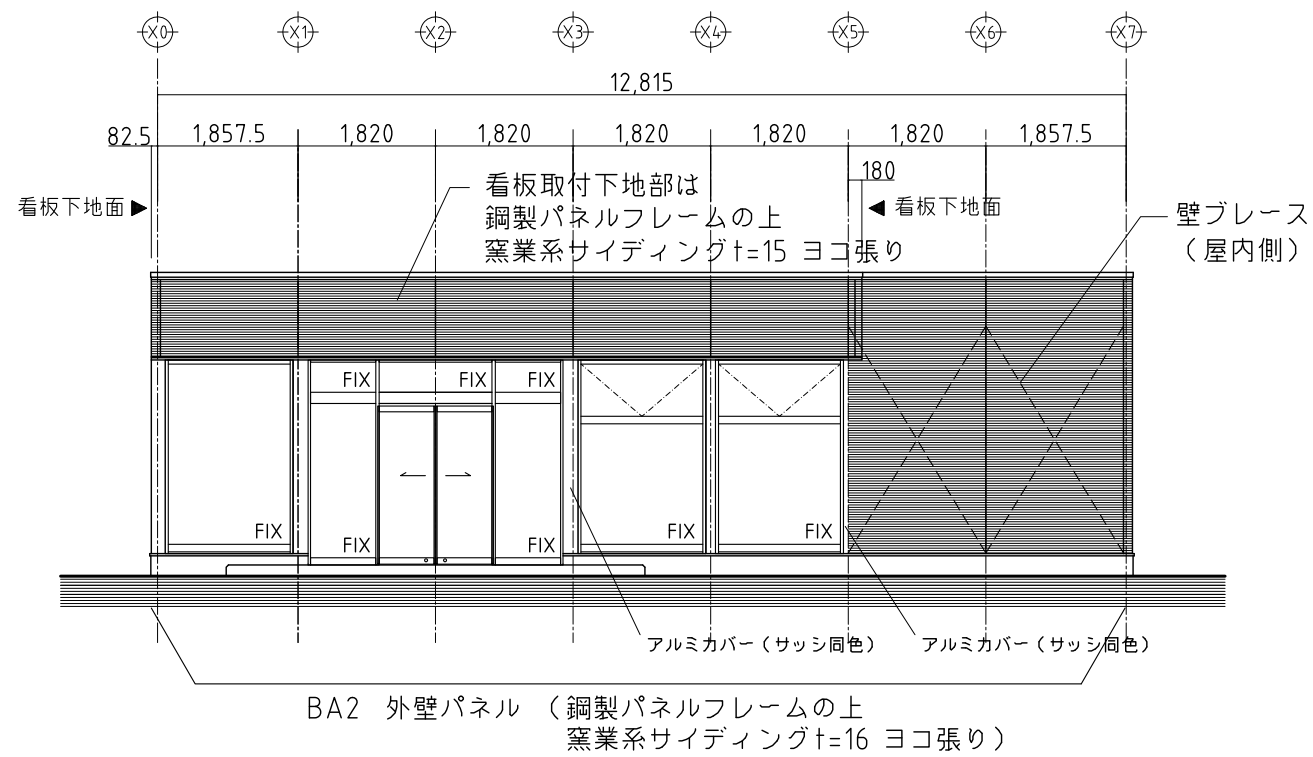 X0 X1 X2 X3 X4 X5 X6 X7
12,815
82.5 1,857.5 1,820 1,820 1,820 1,820 1,820 1,857.5
180
看板下地面
看板取付下地部は
鋼製パネルフレームの上
窯業系サイディングt=15 ヨコ張り
看板下地面
壁ブレース
（屋内側）
FIX FIX FIX
FIX FIX FIX FIX FIX
アルミカバー（サッシ同色） アルミカバー（サッシ同色）
BA2 外壁パネル （鋼製パネルフレームの上
窯業系サイディングt=16 ヨコ張り）